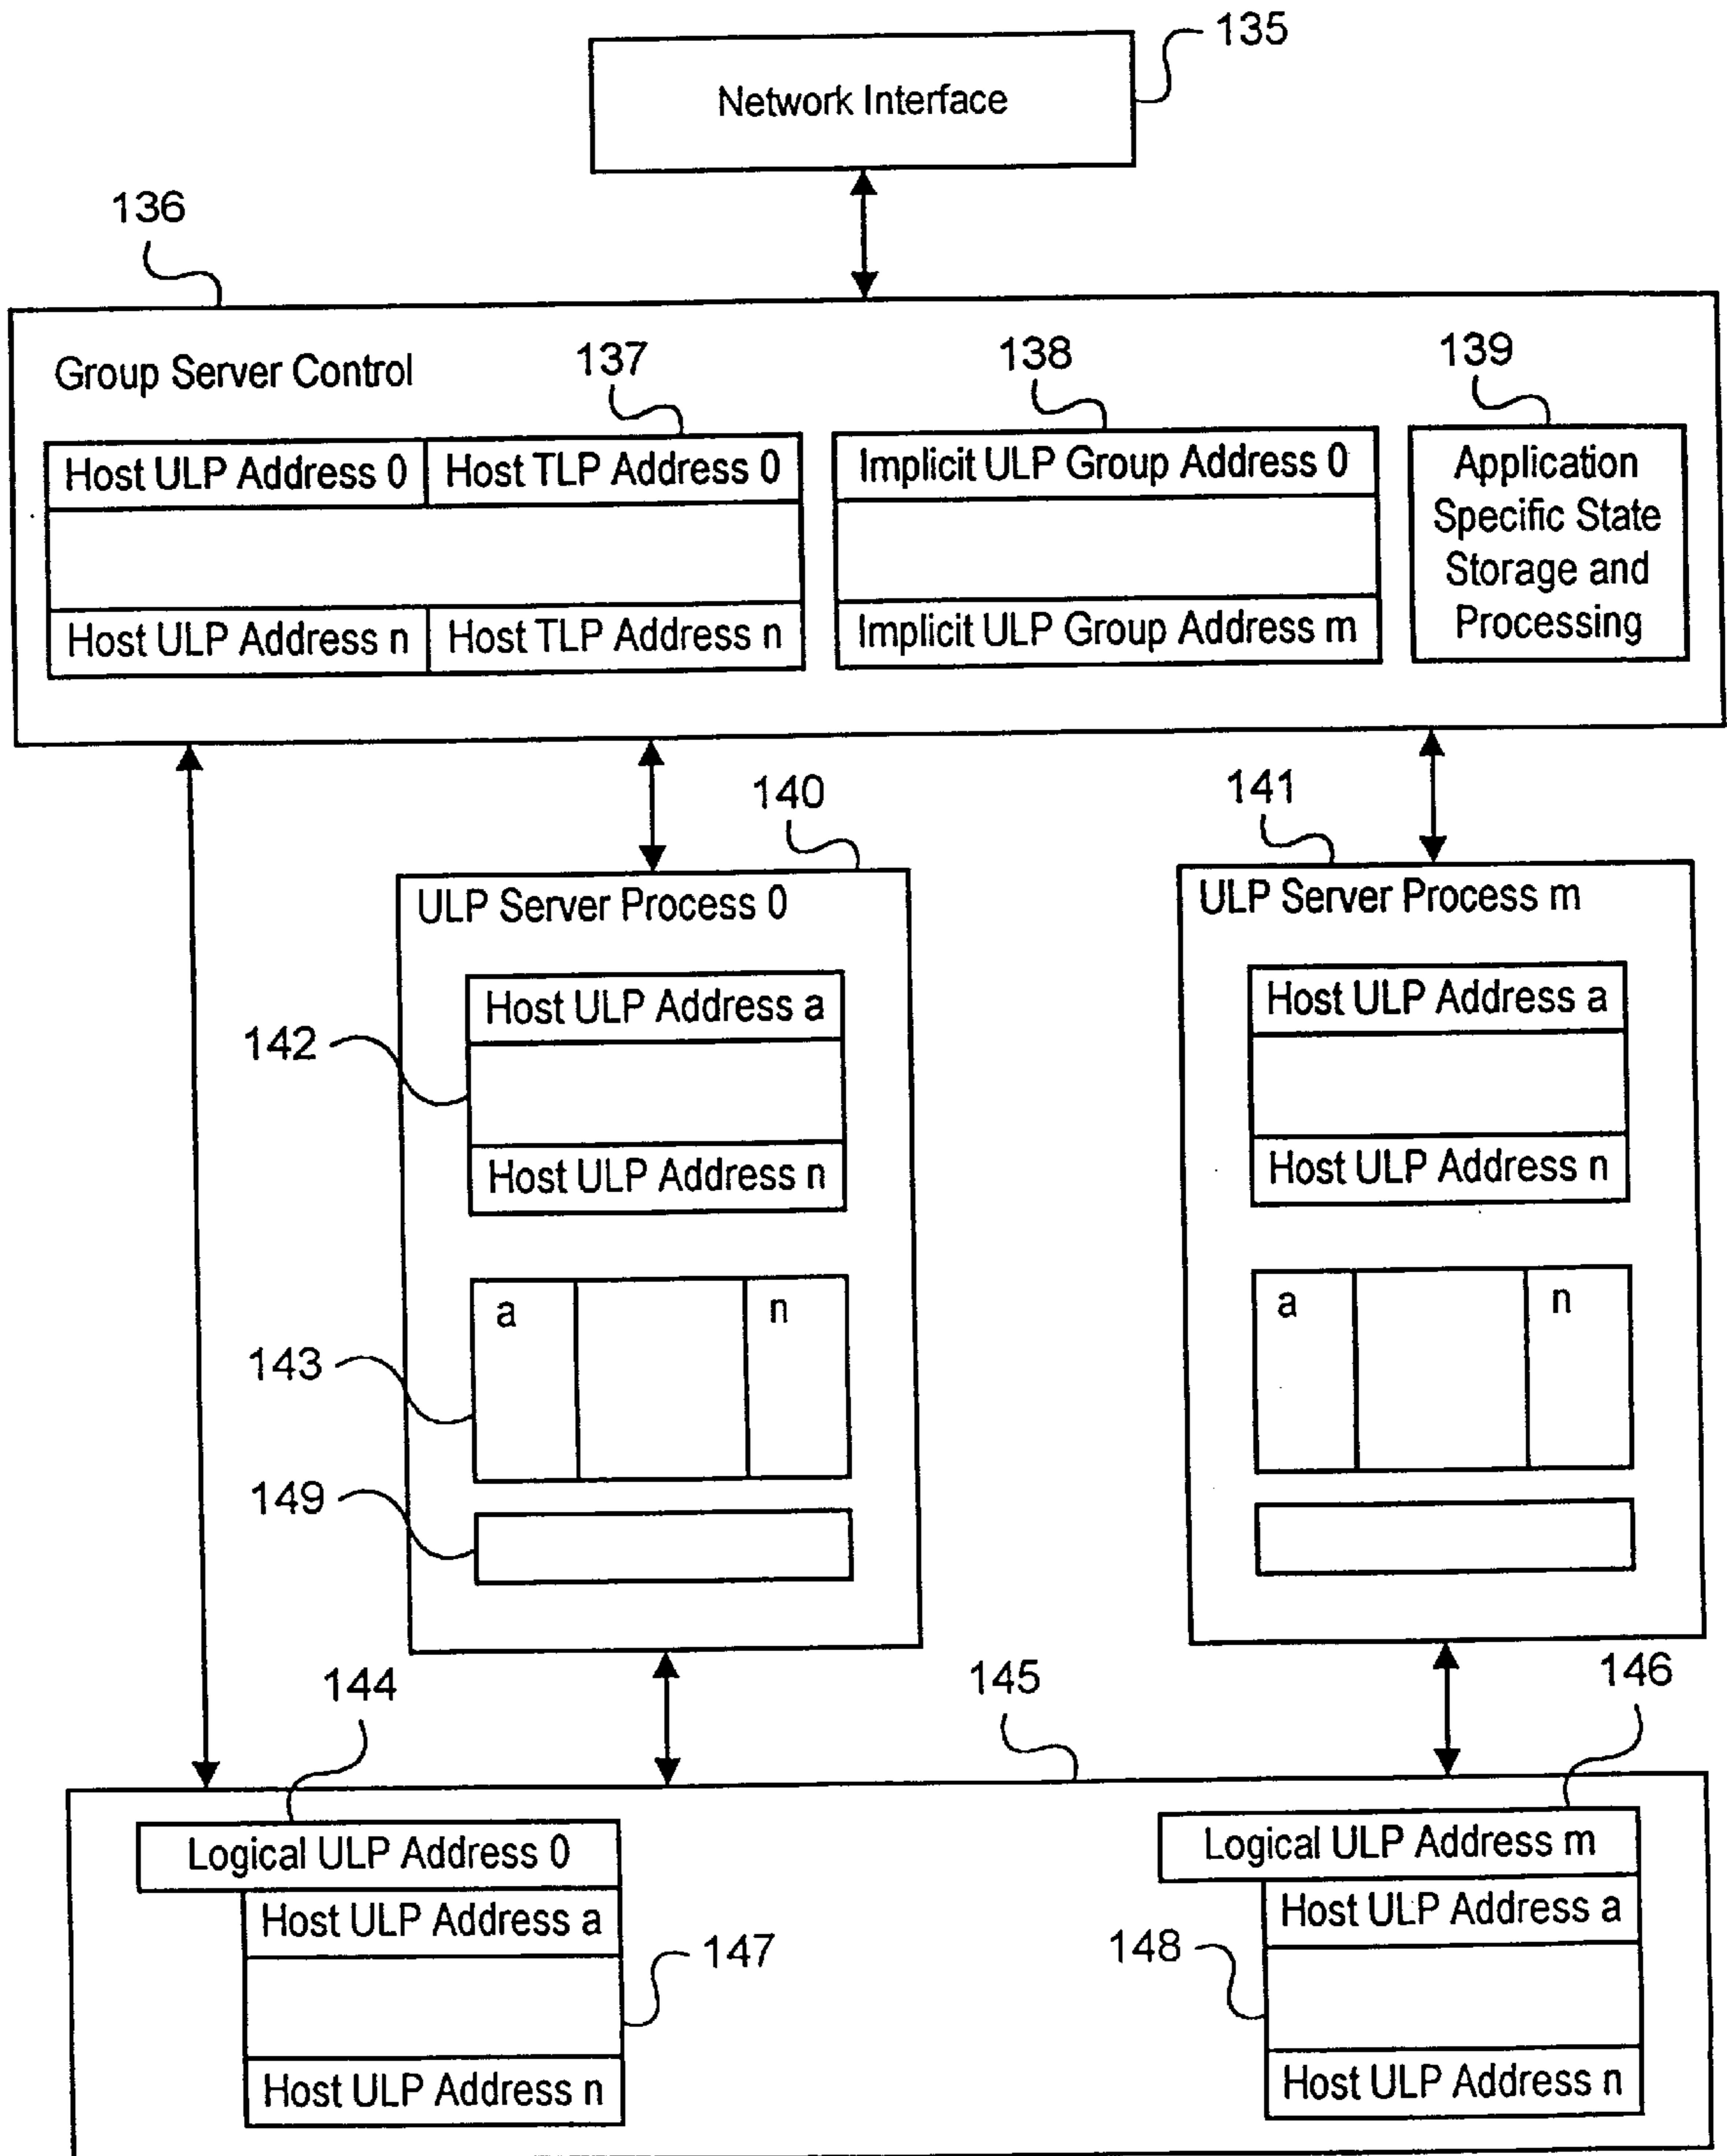 135
Network Interface
136
Group Server Control
137
138
139
Host ULP Address 0
Host TLP Address 0
Host ULP Address n
Host TLP Address n
Implicit ULP Group Address 0
Implicit ULP Group Address m
Application
Specific State
Storage and
Processing
140
141
ULP Server Process 0
Host ULP Address a
142
Host ULP Address n
a
n
143
149
ULP Server Process m
Host ULP Address a
Host ULP Address n
a
n
144
145
146
Logical ULP Address 0
Host ULP Address a
147
Host ULP Address n
Logical ULP Address m
Host ULP Address a
148
Host ULP Address n